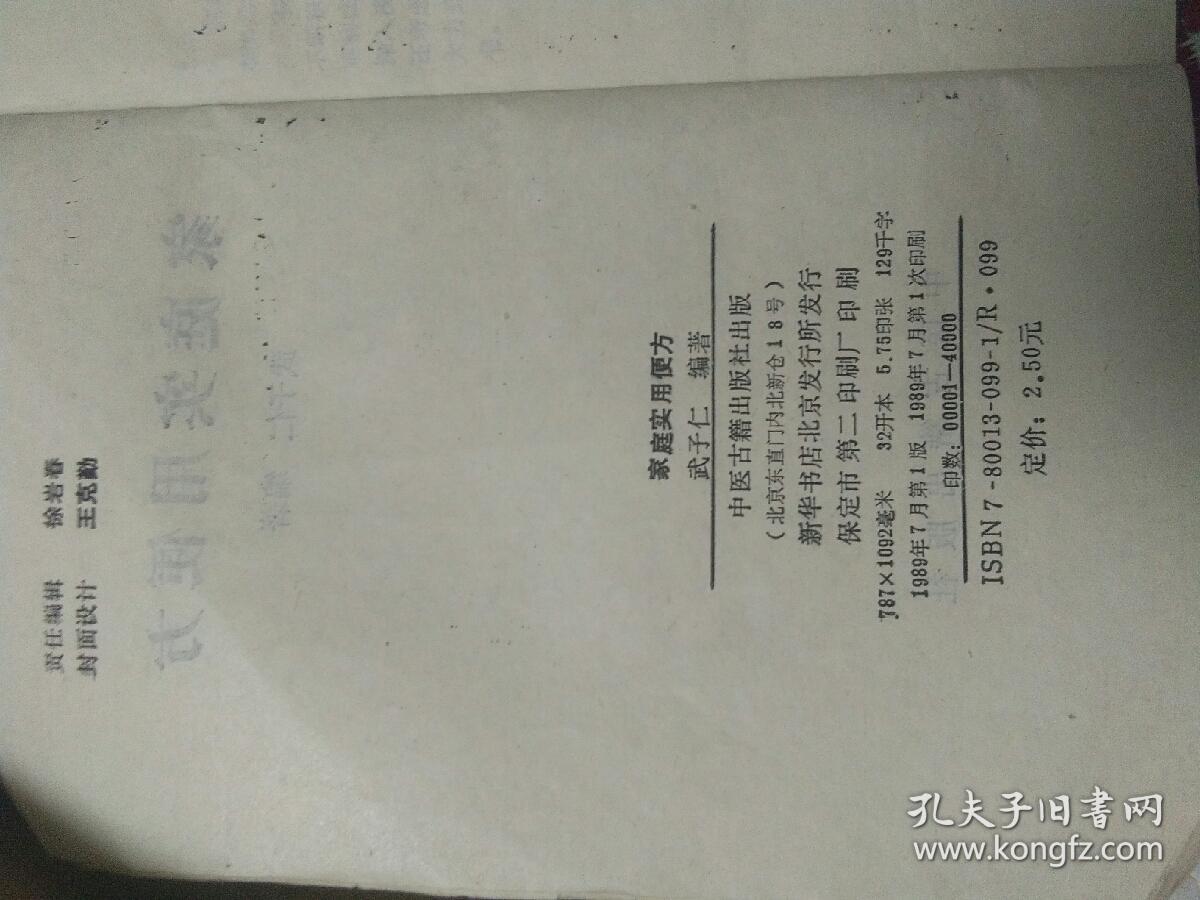 责任编辑 徐岩春
封面设计 王克勤
家庭实用便方
武子仁 编著
中医古籍出版社出版
（北京东直门内北新仓18号）
新华书店北京发行所发行
保定市第二印刷厂印刷
787×1092毫米 32开本 5.75印张 129千字
1989年7月第1版 1989年7月第1次印刷
印数：00001—40000
ISBN7-80013-099-1/R·099
定价：2.50元
孔夫子旧书网
www.kongfz.com